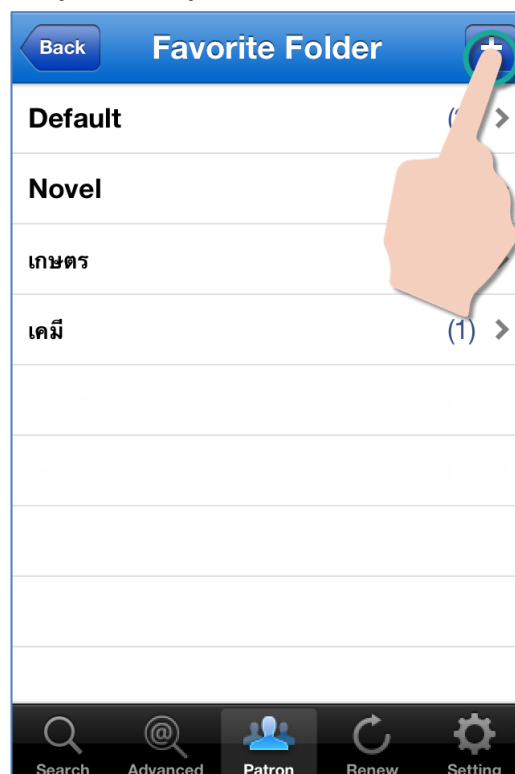 Back Favorite Folder +
Default
Novel
เกษตร
เคมี (1)
Search Advanced Patron Renew Setting